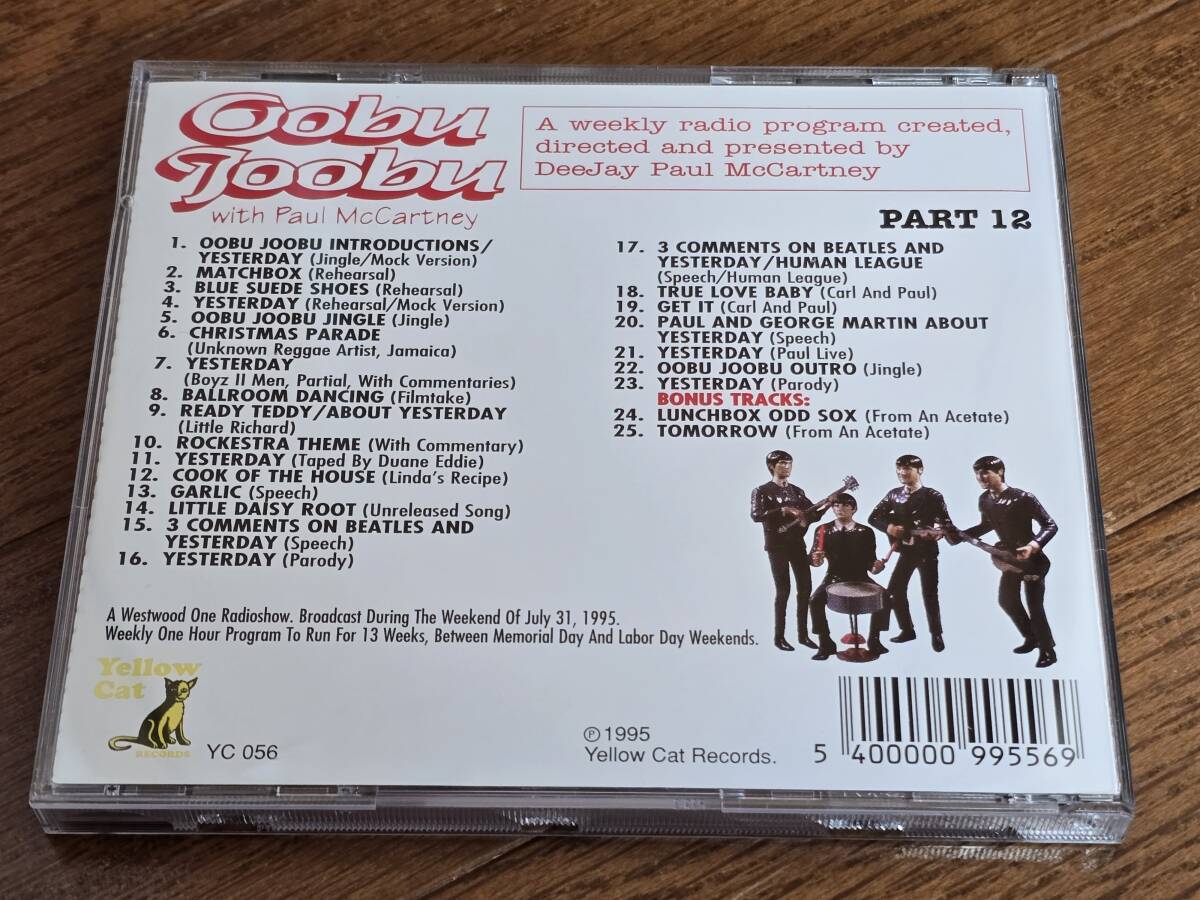 Oobu
Joobu
with Paul McCartney
A weekly radio program created,
directed and presented by
DeeJay Paul McCartney
PART 12
1. OOBU JOOBU INTRODUCTIONS/
YESTERDAY (Jingle/Mock Version)
2. MATCHBOX (Rehearsal)
3. BLUE SUEDE SHOES (Rehearsal)
4. YESTERDAY (Rehearsal/Mock Version)
5. OOBU JOOBU JINGLE (Jingle)
6. CHRISTMAS PARADE
(Unknown Reggae Artist, Jamaica)
7. YESTERDAY
(Boyz II Men, Partial, With Commentaries)
8. BALLROOM DANCING (Filmtake)
9. READY TEDDY/ABOUT YESTERDAY
(Little Richard)
10. ROCKESTRA THEME (With Commentary)
11. YESTERDAY (Taped By Duane Eddie)
12. COOK OF THE HOUSE (Linda's Recipe)
13. GARLIC (Speech)
14. LITTLE DAISY ROOT (Unreleased Song)
15. 3 COMMENTS ON BEATLES AND
YESTERDAY (Speech)
16. YESTERDAY (Parody)
17. 3 COMMENTS ON BEATLES AND
YESTERDAY/HUMAN LEAGUE
(Speech/Human League)
18. TRUE LOVE BABY (Carl And Paul)
19. GET IT (Carl And Paul)
20. PAUL AND GEORGE MARTIN ABOUT
YESTERDAY (Speech)
21. YESTERDAY (Paul Live)
22. OOBU JOOBU OUTRO (Jingle)
23. YESTERDAY (Parody)
BONUS TRACKS:
24. LUNCHBOX ODD SOX (From An Acetate)
25. TOMORROW (From An Acetate)
A Westwood One Radioshow. Broadcast During The Weekend Of July 31, 1995.
Weekly One Hour Program To Run For 13 Weeks, Between Memorial Day And Labor Day Weekends.
Yellow
Cat
RECORDS
YC 056
℗ 1995
Yellow Cat Records.
5 400000 995569